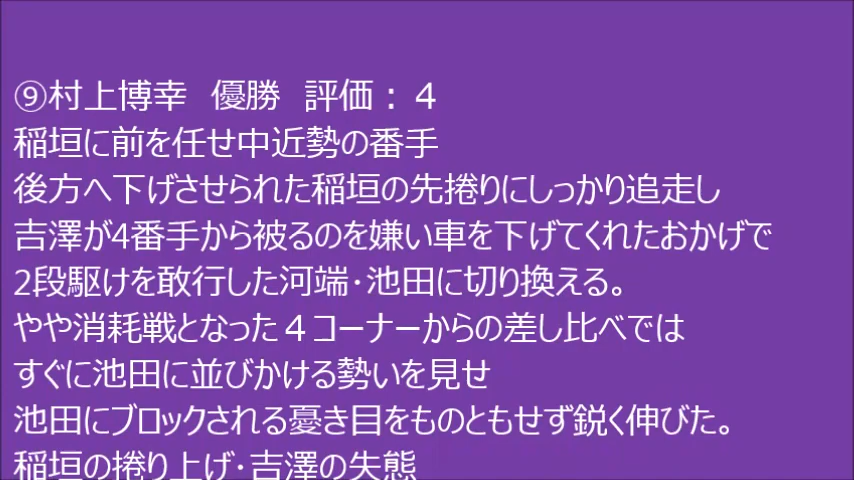 ⑨村上博幸　優勝　評価：４
稲垣に前を任せ中近勢の番手
後方へ下げさせられた稲垣の先捲りにしっかり追走し
吉澤が4番手から被るのを嫌い車を下げてくれたおかげで
2段駆けを敢行した河端・池田に切り換える。
やや消耗戦となった４コーナーからの差し比べでは
すぐに池田に並びかける勢いを見せ
池田にブロックされる憂き目をものともせず鋭く伸びた。
稲垣の捲り上げ・吉澤の失態